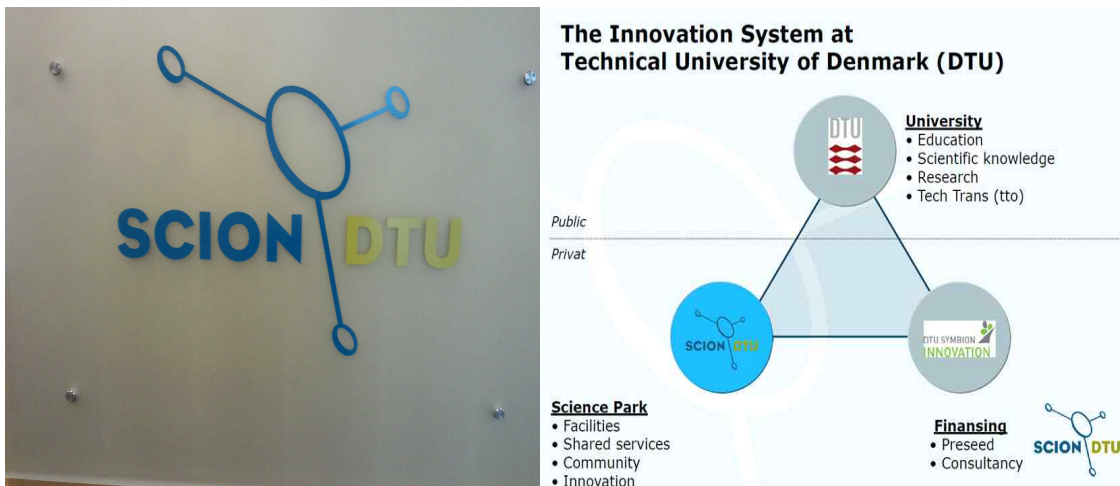 SCION DTU
The Innovation System at
Technical University of Denmark (DTU)
DTU
University
• Education
• Scientific knowledge
• Research
• Tech Trans (tto)
Public
Privat
SCION DTU
DTU SYMBION
INNOVATION
Science Park
• Facilities
• Shared services
• Community
• Innovation
Finansing
• Preseed
• Consultancy
SCION DTU